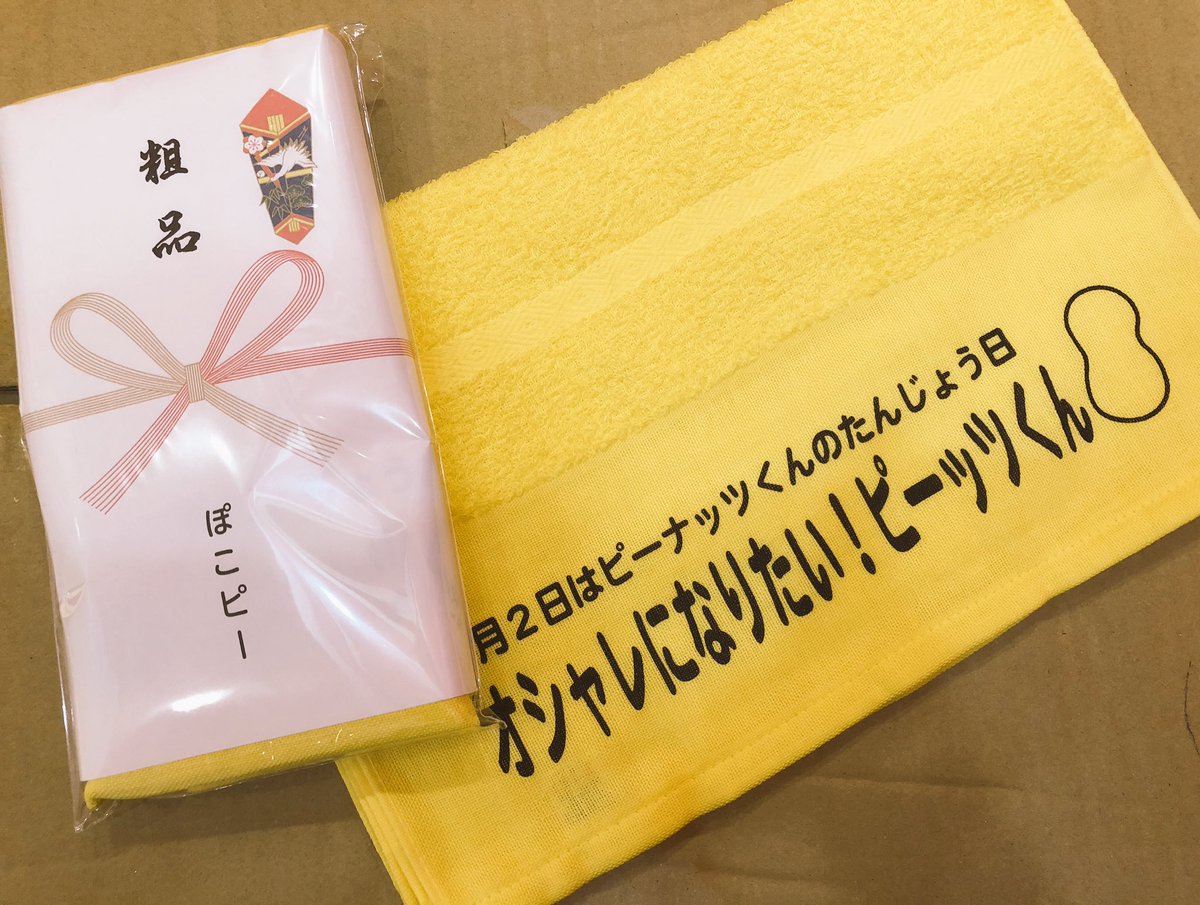 粗品
ぽこピー
月2日はピーナッツくんのたんじょう日
オシャレになりたい!ピーッツくん